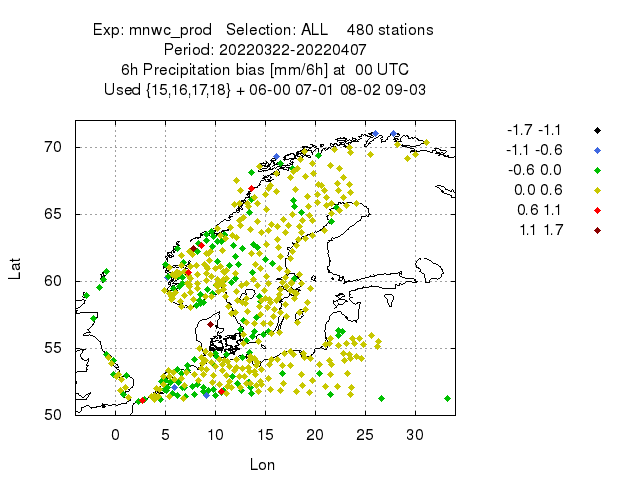 Exp: mnwc_prod Selection: ALL 480 stations
Period: 20220322-20220407
6h Precipitation bias [mm/6h] at 00 UTC
Used {15,16,17,18} + 06-00 07-01 08-02 09-03
-1.7 -1.1
-1.1 -0.6
-0.6 0.0
0.0 0.6
0.6 1.1
1.1 1.7
70
65
60
55
50
Lat
0 5 10 15 20 25 30
Lon